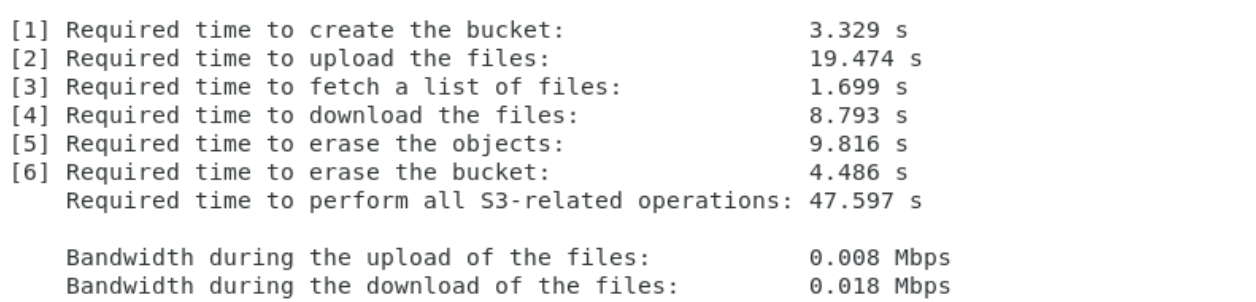 [1] Required time to create the bucket: 3.329 s
[2] Required time to upload the files: 19.474 s
[3] Required time to fetch a list of files: 1.699 s
[4] Required time to download the files: 8.793 s
[5] Required time to erase the objects: 9.816 s
[6] Required time to erase the bucket: 4.486 s
Required time to perform all S3-related operations: 47.597 s
Bandwidth during the upload of the files: 0.008 Mbps
Bandwidth during the download of the files: 0.018 Mbps